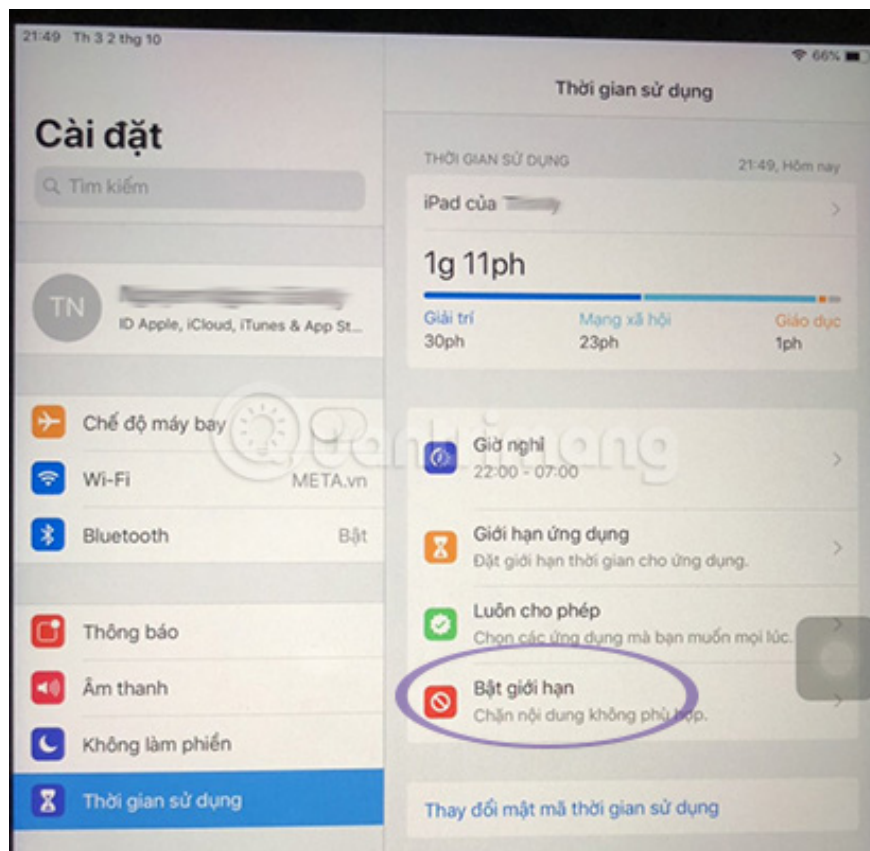 21:49 Th 3 2 thg 10
66%
Cài đặt
Tìm kiếm
TN
ID Apple, iCloud, iTunes & App St...
Chế độ máy bay
Wi-Fi META.vn
Bluetooth Bật
Thông báo
Âm thanh
Không làm phiền
Thời gian sử dụng
Thời gian sử dụng
THỜI GIAN SỬ DỤNG 21:49, Hôm nay
iPad của
1g 11ph
Giải trí Mạng xã hội Giáo dục
30ph 23ph 1ph
Giờ nghỉ
22:00 - 07:00
Giới hạn ứng dụng
Đặt giới hạn thời gian cho ứng dụng.
Luôn cho phép
Chọn các ứng dụng mà bạn muốn mọi lúc.
Bật giới hạn
Chặn nội dung không phù hợp.
Thay đổi mật mã thời gian sử dụng
uantrimang